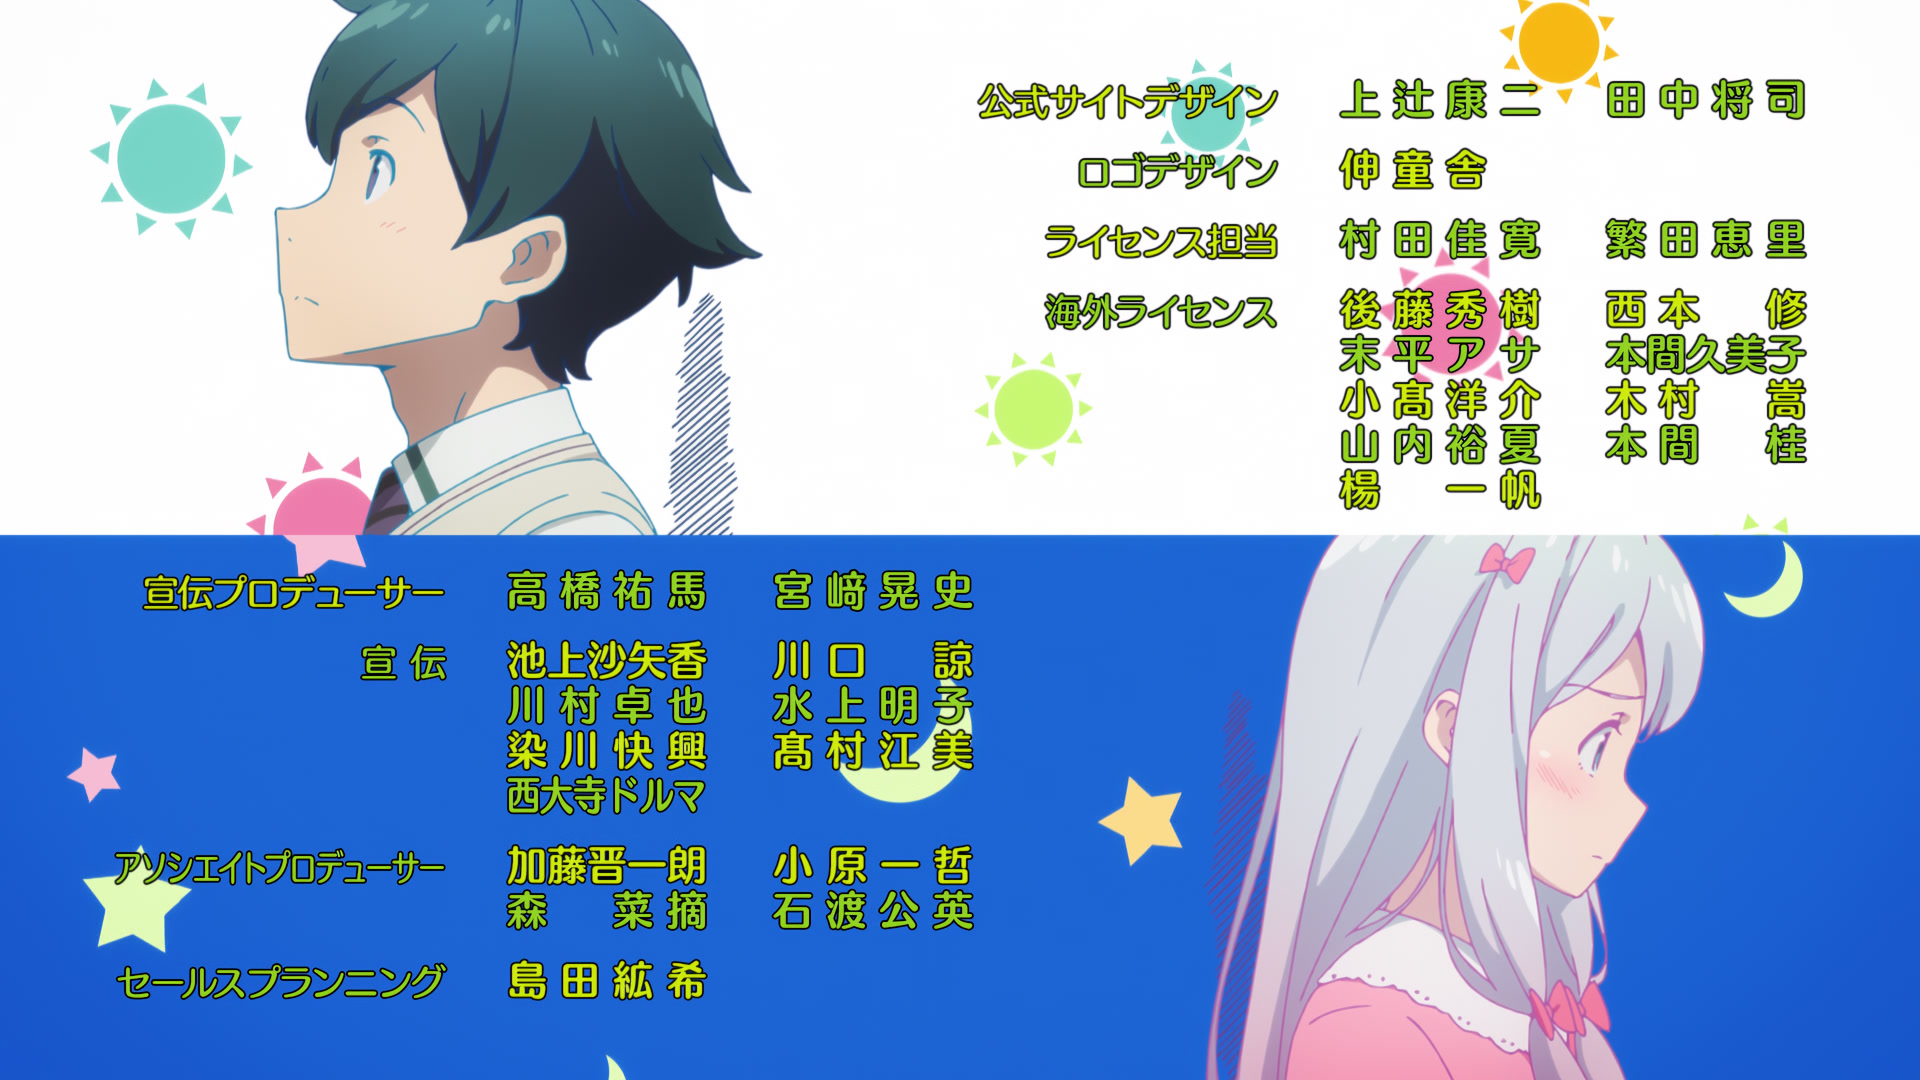 公式サイトデザイン 上辻康二 田中将司
ロゴデザイン 伸童舎
ライセンス担当 村田佳寛 繁田恵里
海外ライセンス 後藤秀樹 西本修
末平アサ 本間久美子
小髙洋介 木村嵩
山内裕夏 本間桂
楊一帆
宣伝プロデューサー 高橋祐馬 宮﨑晃史
宣伝 池上沙矢香 川口諒
川村卓也 水上明子
染川快興 髙村江美
西大寺ドルマ
アソシエイトプロデューサー 加藤晋一朗 小原一哲
森菜摘 石渡公英
セールスプランニング 島田紘希